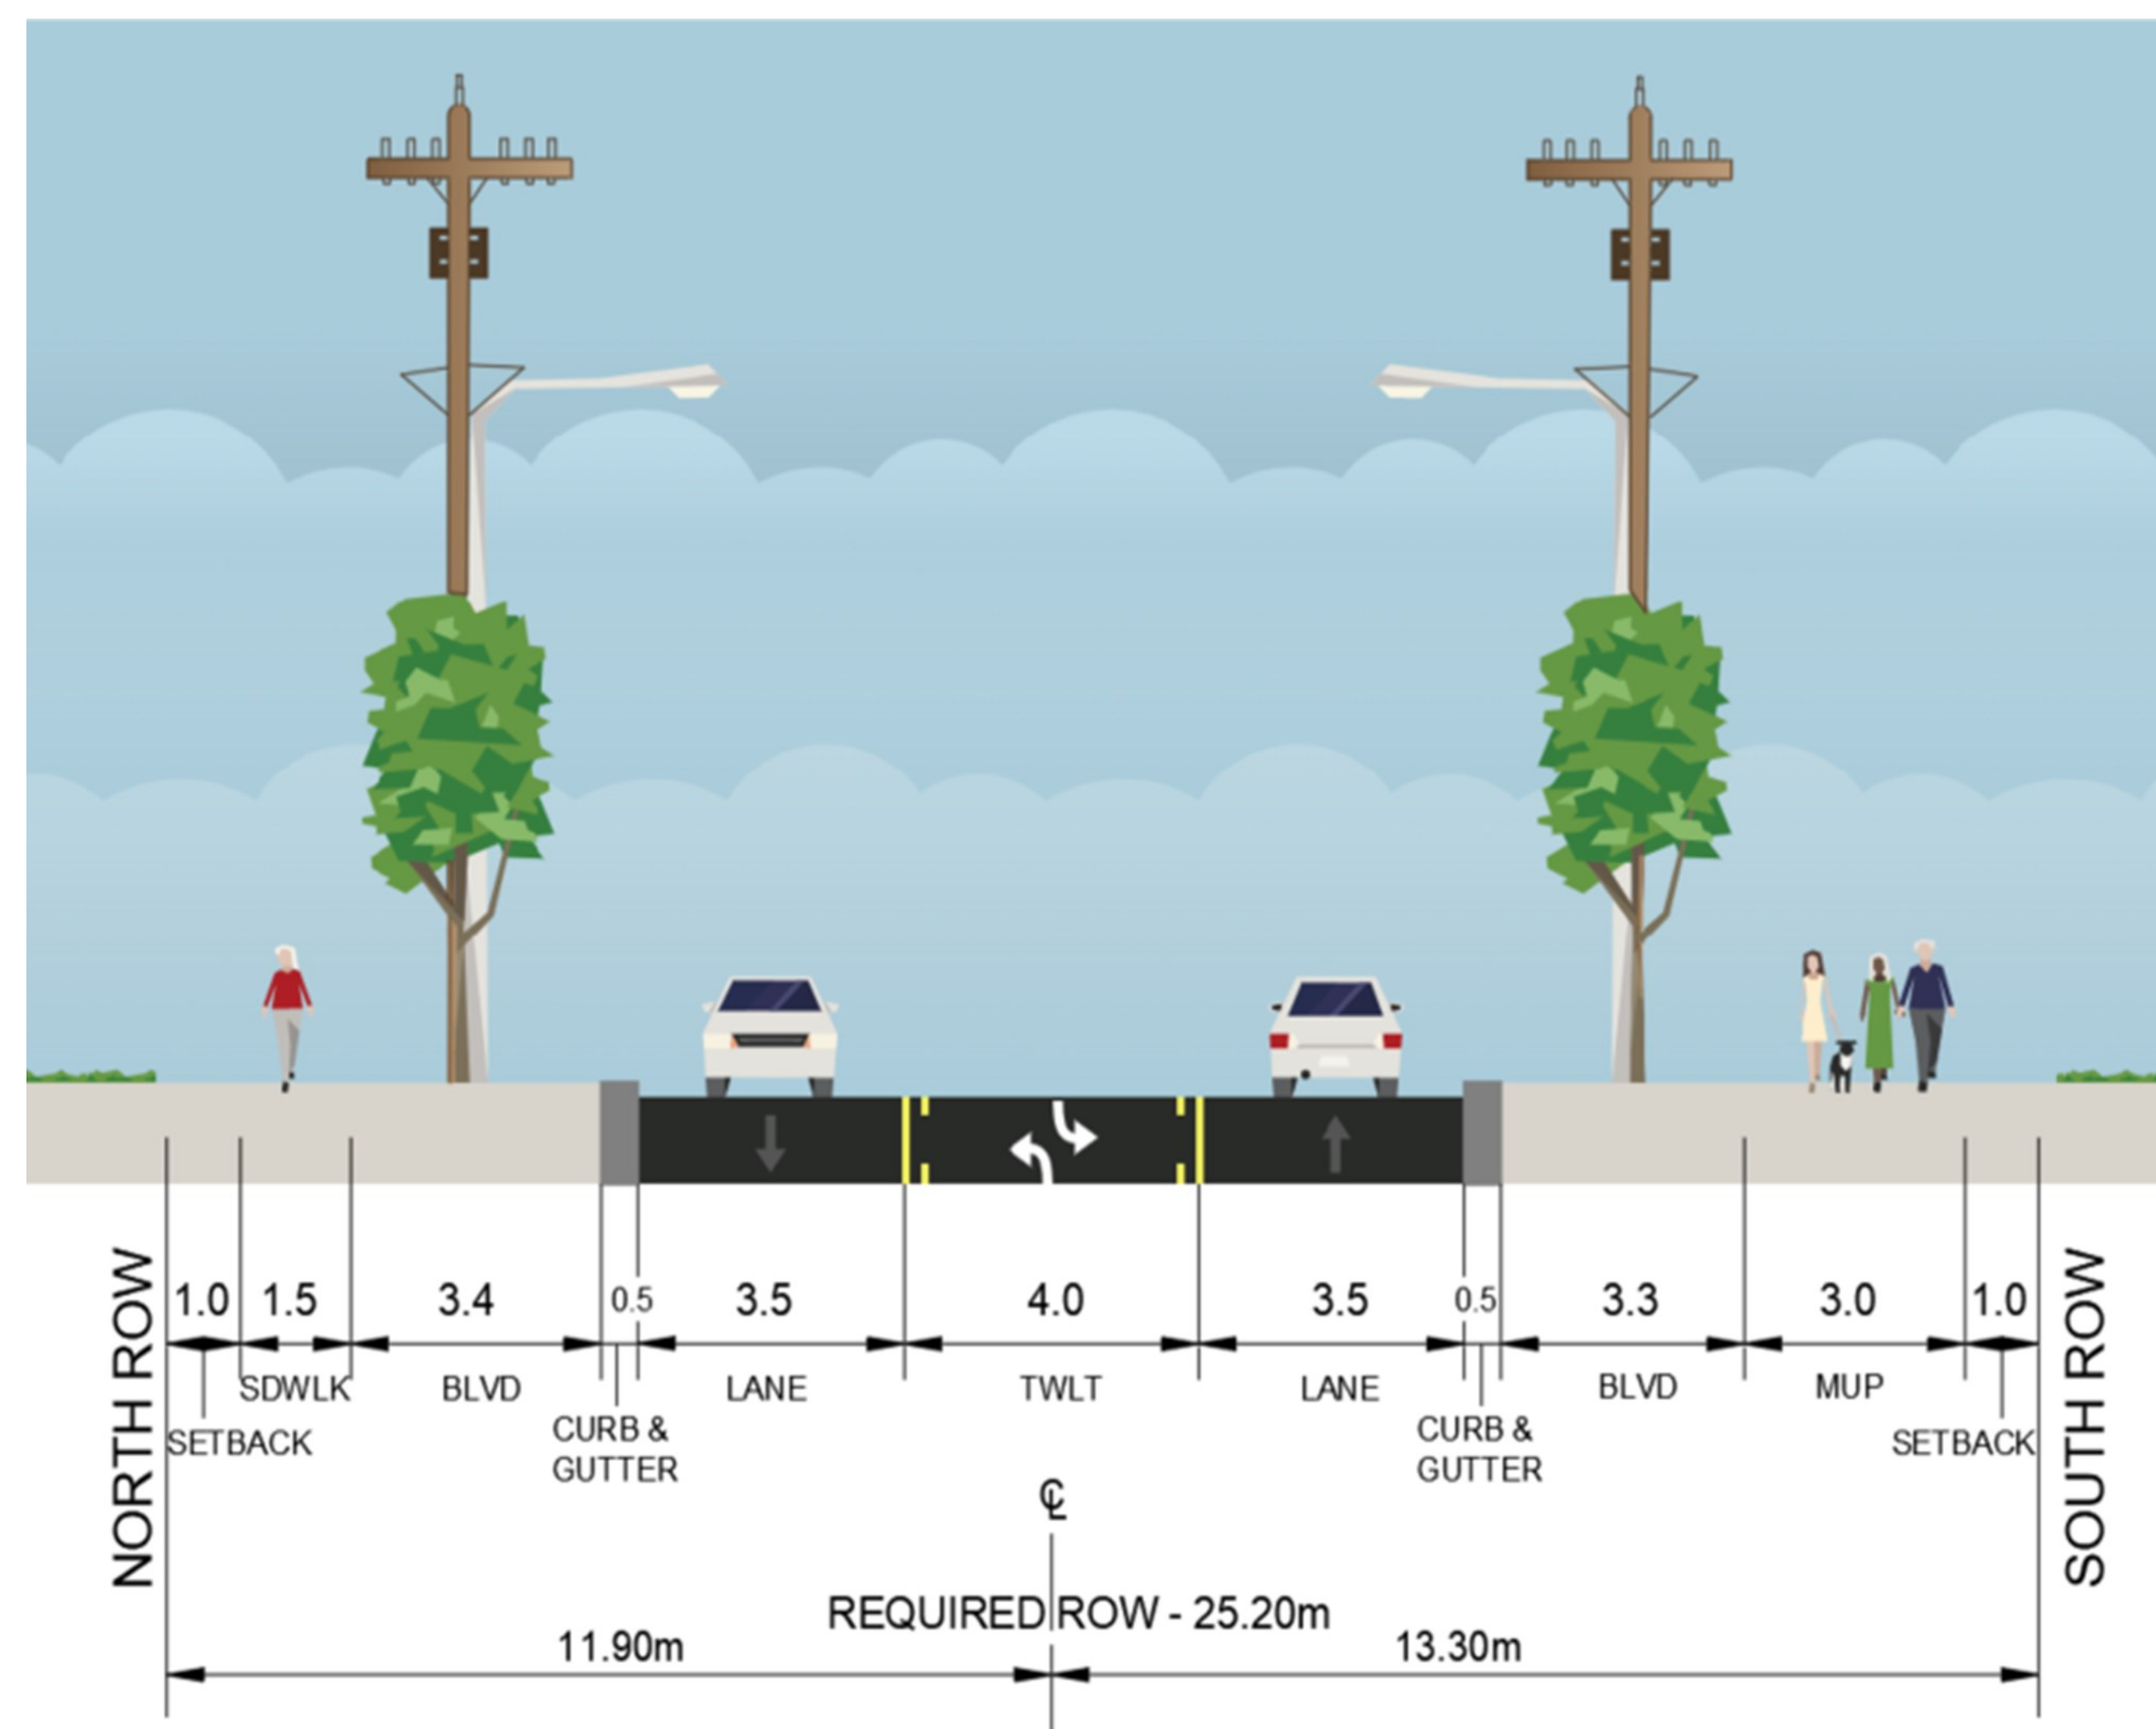 NORTH ROW
1.0 1.5 3.4 0.5 3.5 4.0 3.5 0.5 3.3 3.0 1.0
SDWLK BLVD LANE TWLT LANE BLVD MUP
SETBACK CURB & CURB & SETBACK
GUTTER GUTTER
SOUTH ROW
℄
REQUIRED ROW - 25.20m
11.90m 13.30m